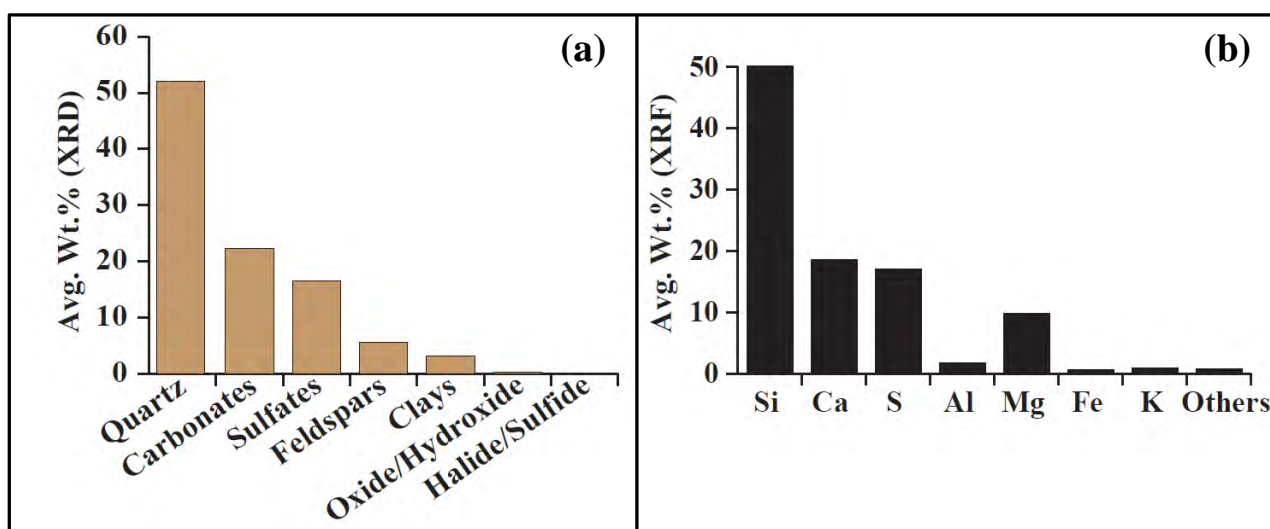 (a)
Avg. Wt.% (XRD)
60
50
40
30
20
10
0
Quartz
Carbonates
Sulfates
Feldspars
Clays
Oxide/Hydroxide
Halide/Sulfide
(b)
Avg. Wt.% (XRF)
50
40
30
20
10
0
Si Ca S Al Mg Fe K Others